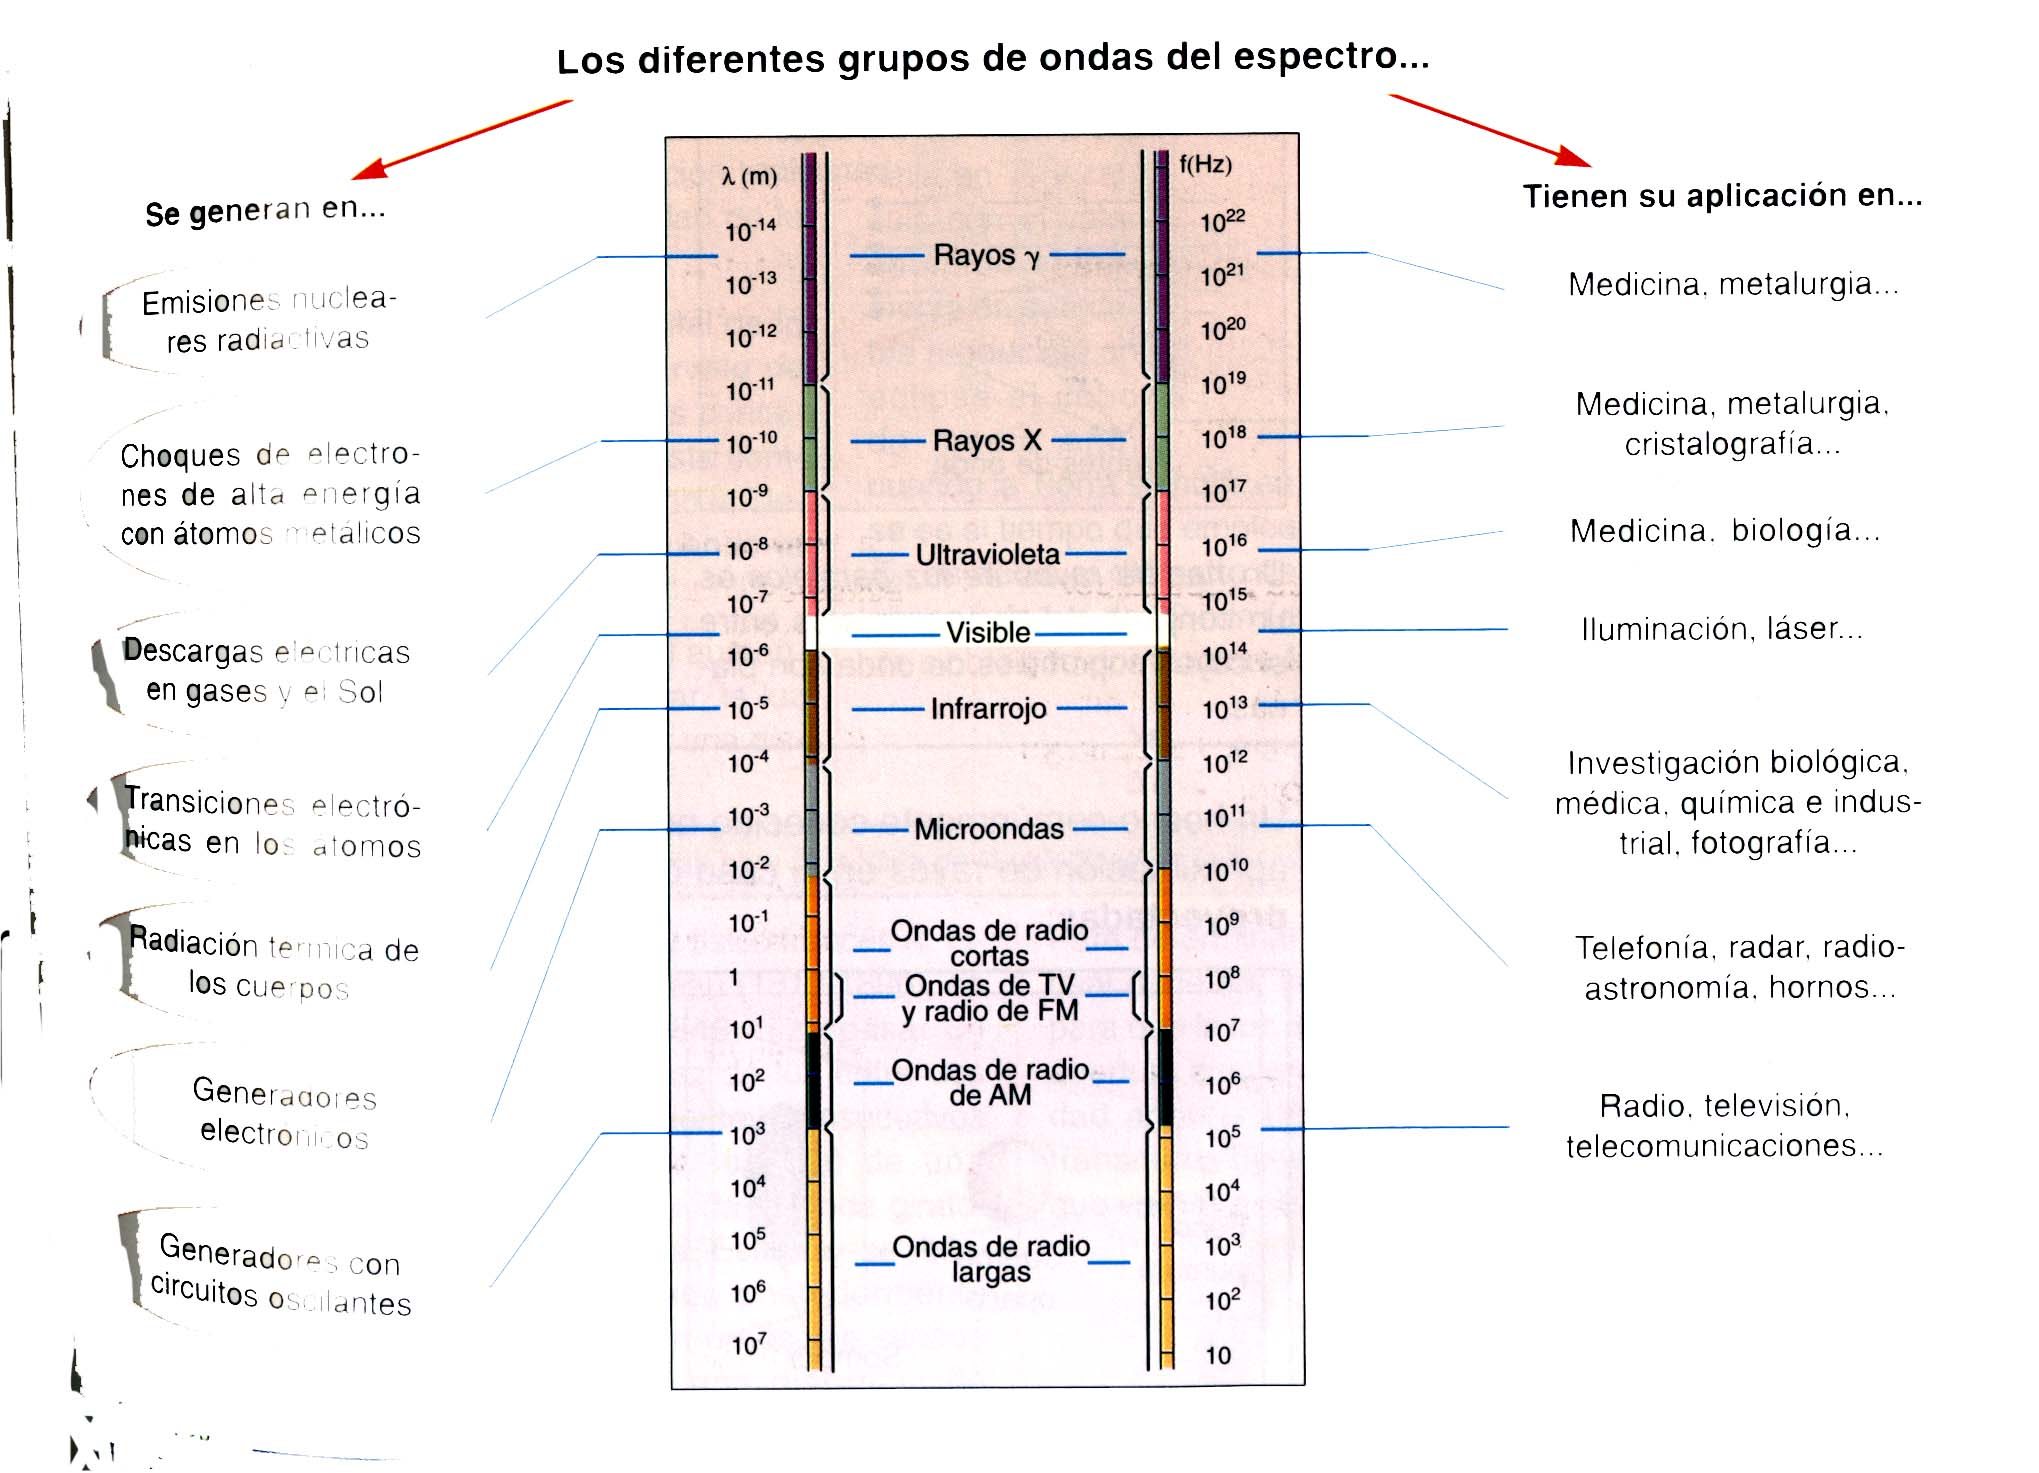 Los diferentes grupos de ondas del espectro...
Se generan en...
Emisiones nuclea-
res radiactivas
Choques de electro-
nes de alta energía
con átomos metálicos
Descargas eléctricas
en gases y el Sol
Transiciones electró-
nicas en los átomos
Radiación térmica de
los cuerpos
Generadores
electrónicos
Generadores con
circuitos oscilantes
λ (m)
10⁻¹⁴
10⁻¹³
10⁻¹²
10⁻¹¹
10⁻¹⁰
10⁻⁹
10⁻⁸
10⁻⁷
10⁻⁶
10⁻⁵
10⁻⁴
10⁻³
10⁻²
10⁻¹
1
10¹
10²
10³
10⁴
10⁵
10⁶
10⁷
Rayos γ
Rayos X
Ultravioleta
Visible
Infrarrojo
Microondas
Ondas de radio
cortas
Ondas de TV
y radio de FM
Ondas de radio
de AM
Ondas de radio
largas
f(Hz)
10²²
10²¹
10²⁰
10¹⁹
10¹⁸
10¹⁷
10¹⁶
10¹⁵
10¹⁴
10¹³
10¹²
10¹¹
10¹⁰
10⁹
10⁸
10⁷
10⁶
10⁵
10⁴
10³
10²
10
Tienen su aplicación en...
Medicina, metalurgia...
Medicina, metalurgia,
cristalografía...
Medicina. biología...
Iluminación, láser...
Investigación biológica,
médica, química e indus-
trial, fotografía...
Telefonía, radar, radio-
astronomía, hornos...
Radio, televisión,
telecomunicaciones...